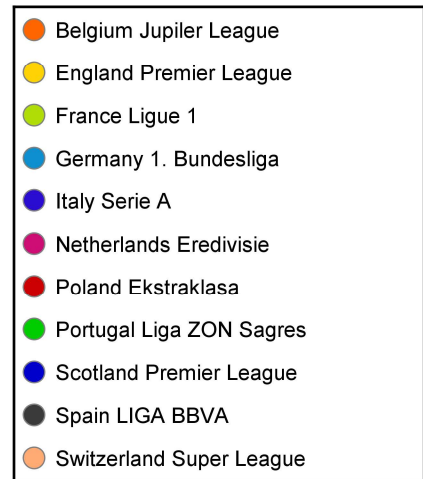 Belgium Jupiler League
England Premier League
France Ligue 1
Germany 1. Bundesliga
Italy Serie A
Netherlands Eredivisie
Poland Ekstraklasa
Portugal Liga ZON Sagres
Scotland Premier League
Spain LIGA BBVA
Switzerland Super League